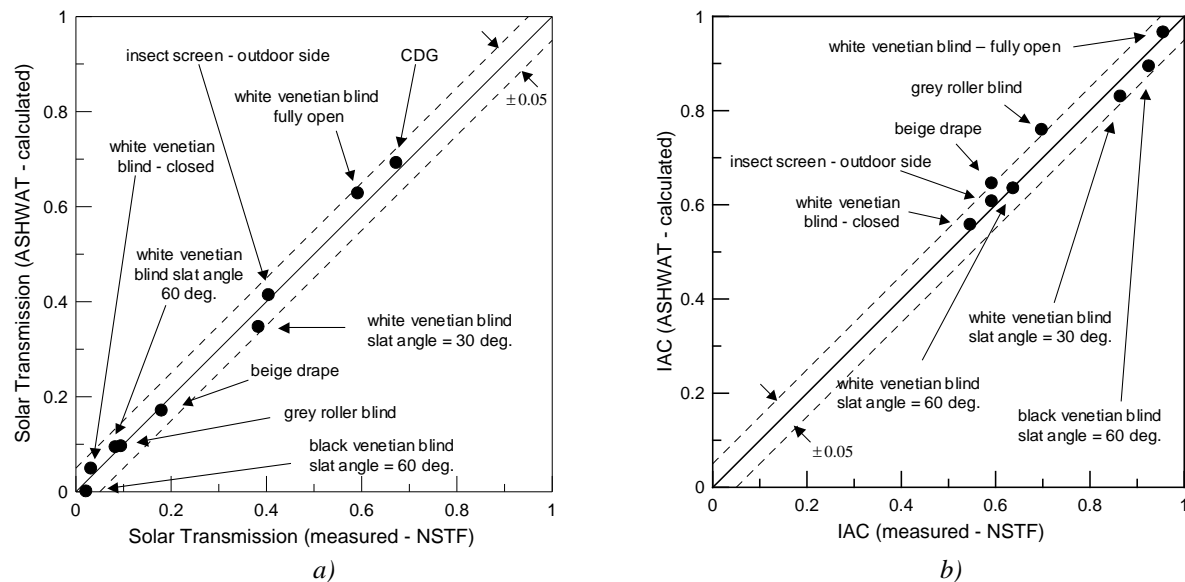 1
0.8
0.6
0.4
0.2
0
Solar Transmission (ASHWAT - calculated)
insect screen - outdoor side
CDG
white venetian blind
fully open
±0.05
white venetian
blind - closed
white venetian
blind slat angle
60 deg.
white venetian blind
slat angle = 30 deg.
beige drape
grey roller blind
black venetian blind
slat angle = 60 deg.
0 0.2 0.4 0.6 0.8 1
Solar Transmission (measured - NSTF)
a)
1
0.8
0.6
0.4
0.2
0
IAC (ASHWAT - calculated)
white venetian blind – fully open
grey roller blind
beige drape
insect screen - outdoor side
white venetian
blind - closed
white venetian blind
slat angle = 30 deg.
white venetian blind
slat angle = 60 deg.
black venetian blind
slat angle = 60 deg.
±0.05
0 0.2 0.4 0.6 0.8 1
IAC (measured - NSTF)
b)